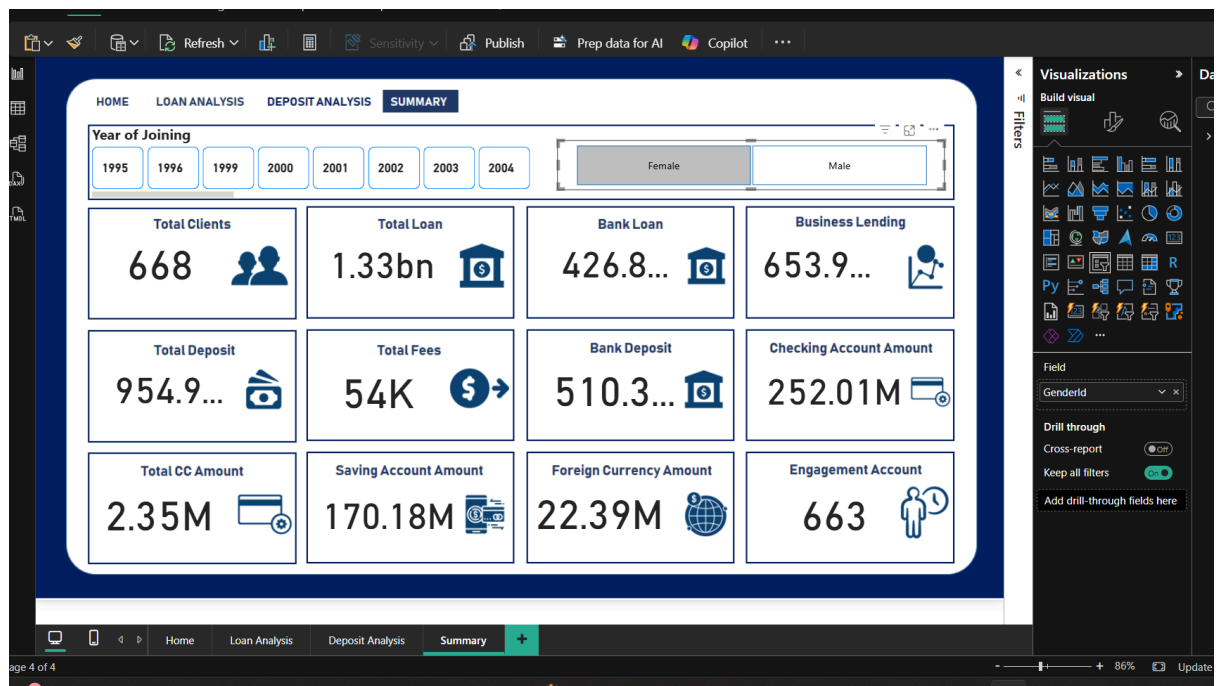 Refresh
Sensitivity
Publish
Prep data for AI
Copilot
HOME LOAN ANALYSIS DEPOSIT ANALYSIS SUMMARY
Year of Joining
1995 1996 1999 2000 2001 2002 2003 2004
Female Male
Total Clients
668
Total Loan
1.33bn
Bank Loan
426.8...
Business Lending
653.9...
Total Deposit
954.9...
Total Fees
54K
Bank Deposit
510.3...
Checking Account Amount
252.01M
Total CC Amount
2.35M
Saving Account Amount
170.18M
Foreign Currency Amount
22.39M
Engagement Account
663
Filters
Visualizations
Build visual
R
Py
123
Field
GenderId
Drill through
Cross-report
Off
Keep all filters
On
Add drill-through fields here
Da
DAX
TMDL
Home Loan Analysis Deposit Analysis Summary +
age 4 of 4
- + 86%
Update